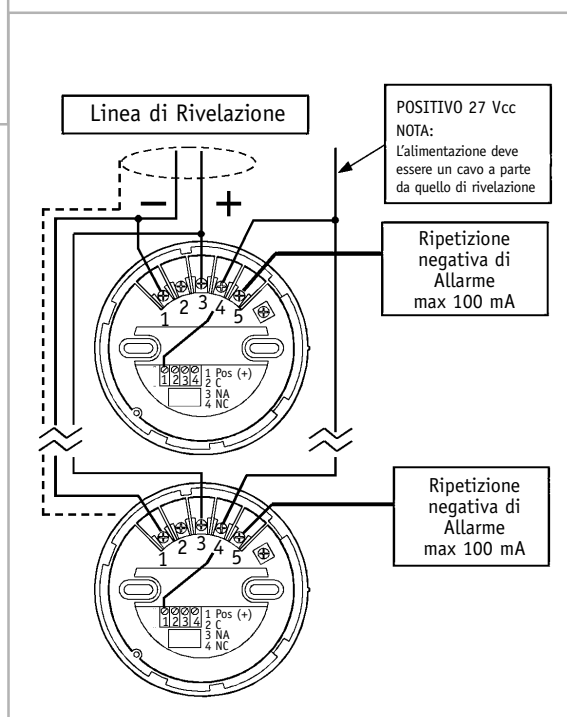 Linea di Rivelazione
POSITIVO 27 Vcc
NOTA:
L'alimentazione deve
essere un cavo a parte
da quello di rivelazione
− +
Ripetizione
negativa di
Allarme
max 100 mA
1 2 3 4 5
1 2 3 4
1 Pos (+)
2 C
3 NA
4 NC
Ripetizione
negativa di
Allarme
max 100 mA
1 2 3 4 5
1 2 3 4
1 Pos (+)
2 C
3 NA
4 NC